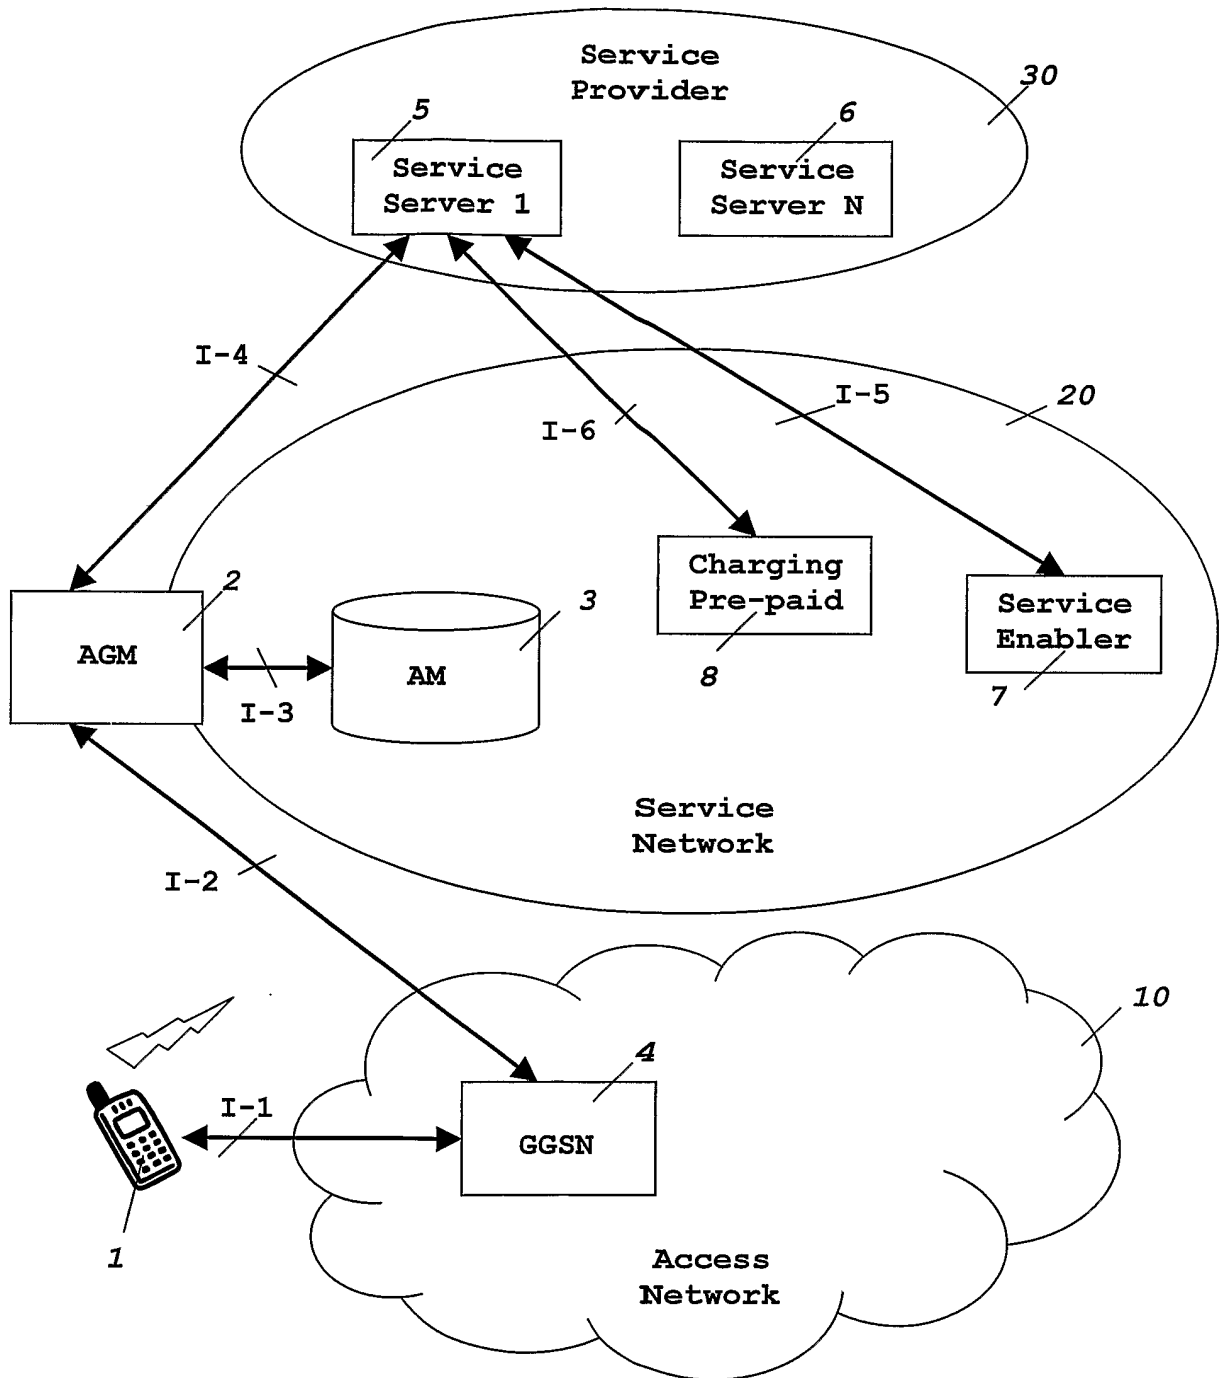 Service
Provider
30
5
6
Service
Server 1
Service
Server N
I-4
I-5
20
I-6
Charging
Pre-paid
8
Service
Enabler
7
2
AGM
3
AM
I-3
Service
Network
I-2
10
4
I-1
GGSN
1
Access
Network